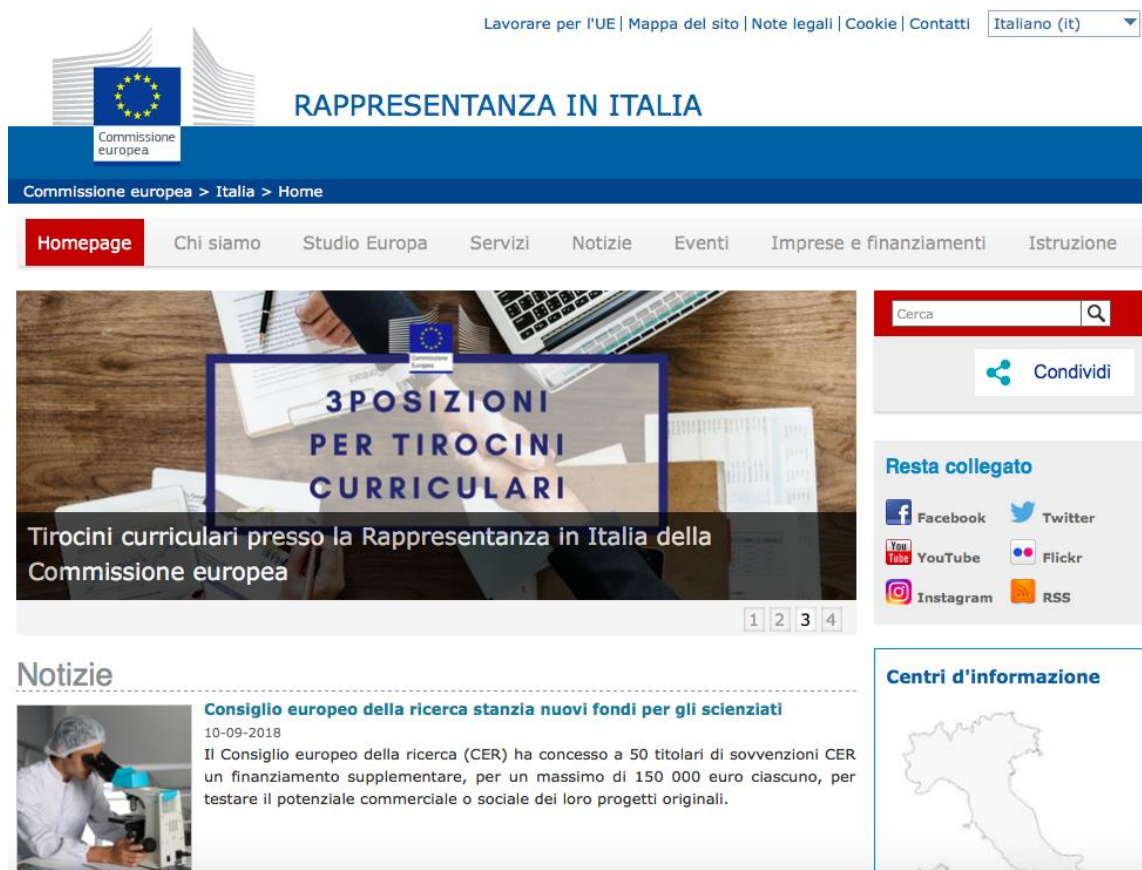 Lavorare per l'UE | Mappa del sito | Note legali | Cookie | Contatti
Italiano (it)
Commissione
europea
RAPPRESENTANZA IN ITALIA
Commissione europea > Italia > Home
Homepage Chi siamo Studio Europa Servizi Notizie Eventi Imprese e finanziamenti Istruzione
Commissione
europea
3POSIZIONI
PER TIROCINI
CURRICULARI
Tirocini curriculari presso la Rappresentanza in Italia della
Commissione europea
1 2 3 4
Cerca
Condividi
Resta collegato
Facebook Twitter
You
Tube
YouTube Flickr
Instagram RSS
Notizie
Consiglio europeo della ricerca stanzia nuovi fondi per gli scienziati
10-09-2018
Il Consiglio europeo della ricerca (CER) ha concesso a 50 titolari di sovvenzioni CER
un finanziamento supplementare, per un massimo di 150 000 euro ciascuno, per
testare il potenziale commerciale o sociale dei loro progetti originali.
Centri d'informazione